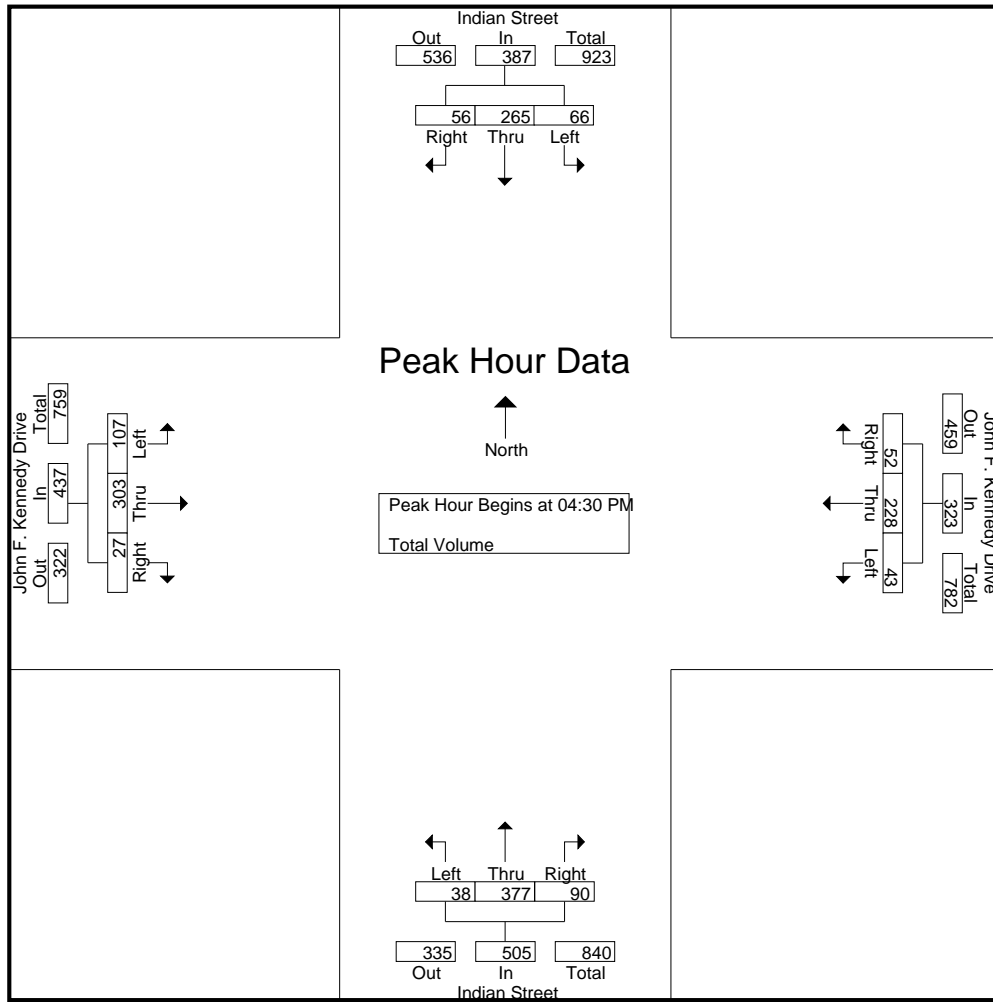 Indian Street
Out In Total
536 387 923
56 265 66
Right Thru Left
Peak Hour Data
North
Peak Hour Begins at 04:30 PM
Total Volume
John F. Kennedy Drive
Total In Out
759 437 322
107 303 27
Left Thru Right
John F. Kennedy Drive
Out In Total
459 323 782
52 228 43
Right Thru Left
Left Thru Right
38 377 90
335 505 840
Out In Total
Indian Street